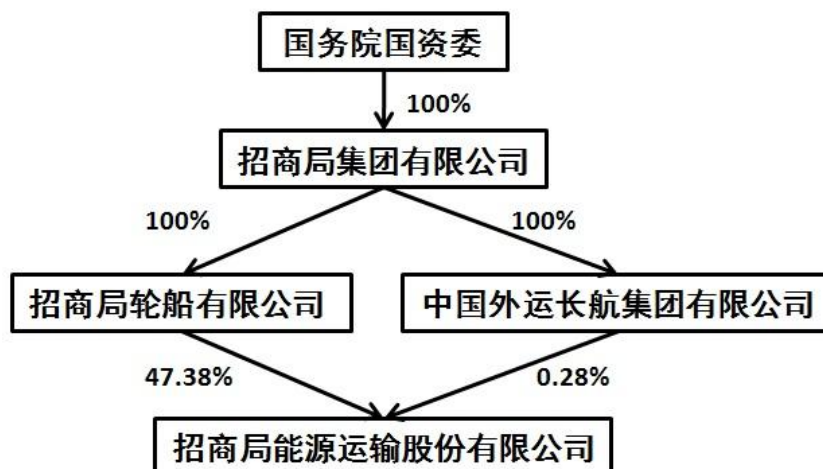 国务院国资委
100%
招商局集团有限公司
100%
100%
招商局轮船有限公司
中国外运长航集团有限公司
47.38%
0.28%
招商局能源运输股份有限公司